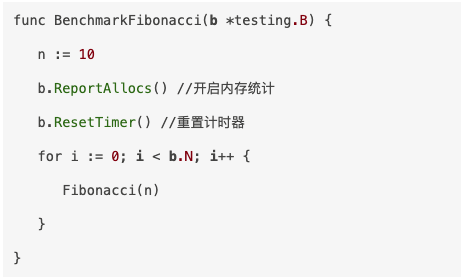 func BenchmarkFibonacci(b *testing.B) {
   n := 10
   b.ReportAllocs() //开启内存统计
   b.ResetTimer() //重置计时器
   for i := 0; i < b.N; i++ {
      Fibonacci(n)
   }
}